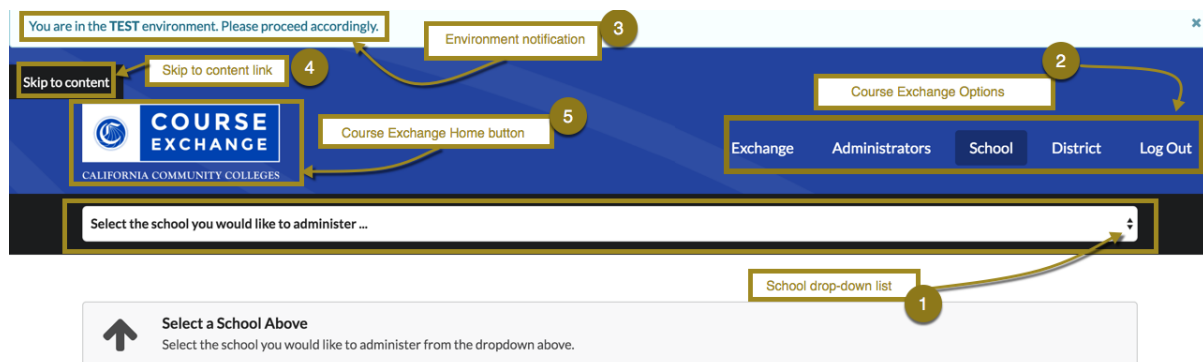 You are in the TEST environment. Please proceed accordingly.
×
Environment notification
3
Skip to content
Skip to content link
4
2
Course Exchange Options
COURSE
EXCHANGE
CALIFORNIA COMMUNITY COLLEGES
Course Exchange Home button
5
Exchange Administrators School District Log Out
Select the school you would like to administer ...
School drop-down list
1
Select a School Above
Select the school you would like to administer from the dropdown above.